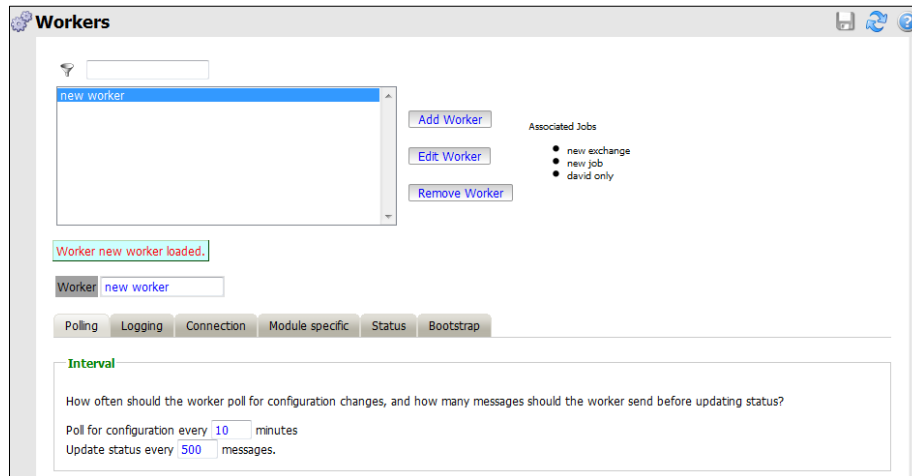 Workers
new worker
Add Worker
Edit Worker
Remove Worker
Associated Jobs
new exchange
new job
david only
Worker new worker loaded.
Worker new worker
Polling Logging Connection Module specific Status Bootstrap
Interval
How often should the worker poll for configuration changes, and how many messages should the worker send before updating status?
Poll for configuration every 10 minutes
Update status every 500 messages.